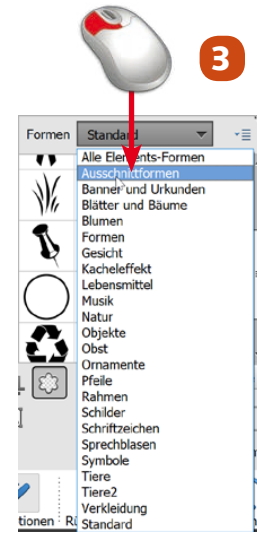 3
Formen Standard
Alle Elements-Formen
Ausschnittformen
Banner und Urkunden
Blätter und Bäume
Blumen
Formen
Gesicht
Kacheleffekt
Lebensmittel
Musik
Natur
Objekte
Obst
Ornamente
Pfeile
Rahmen
Schilder
Schriftzeichen
Sprechblasen
Symbole
Tiere
Tiere2
Verkleidung
tionen
Standard